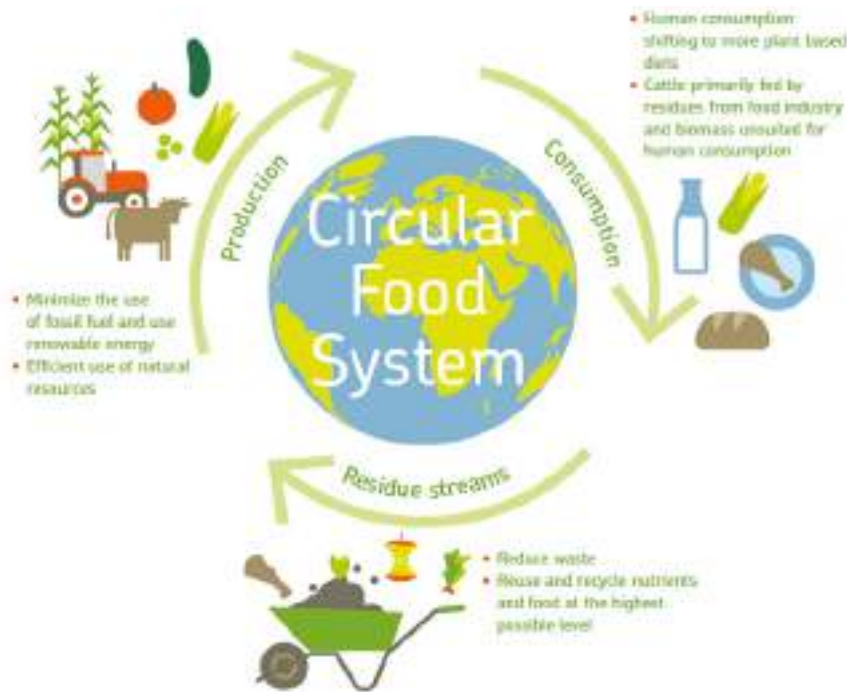 • Human consumption
shifting to more plant based
diets
• Cattle primarily fed by
residues from food industry
and biomass unsuited for
human consumption
Production
Consumption
Circular
Food
System
• Minimize the use
of fossil fuel and use
renewable energy
• Efficient use of natural
resources
Residue streams
• Reduce waste
• Reuse and recycle nutrients
and food at the highest
possible level